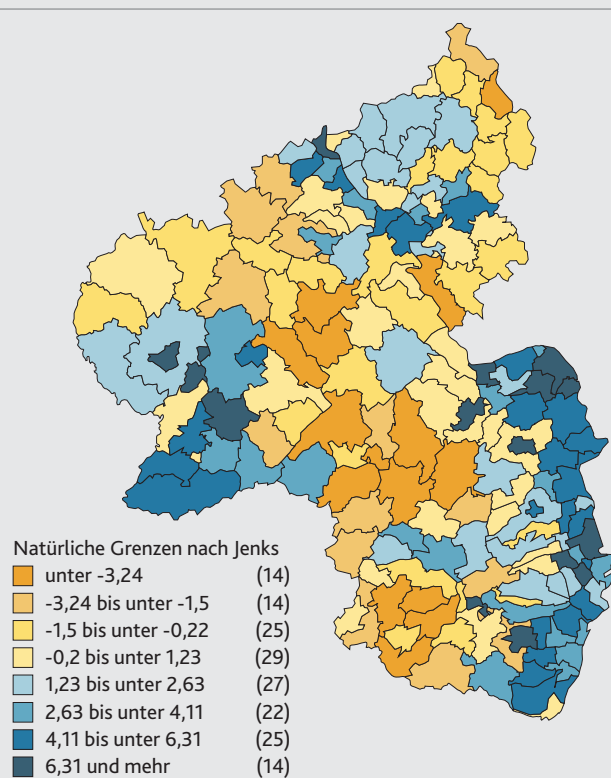 Natürliche Grenzen nach Jenks
unter -3,24 (14)
-3,24 bis unter -1,5 (14)
-1,5 bis unter -0,22 (25)
-0,2 bis unter 1,23 (29)
1,23 bis unter 2,63 (27)
2,63 bis unter 4,11 (22)
4,11 bis unter 6,31 (25)
6,31 und mehr (14)